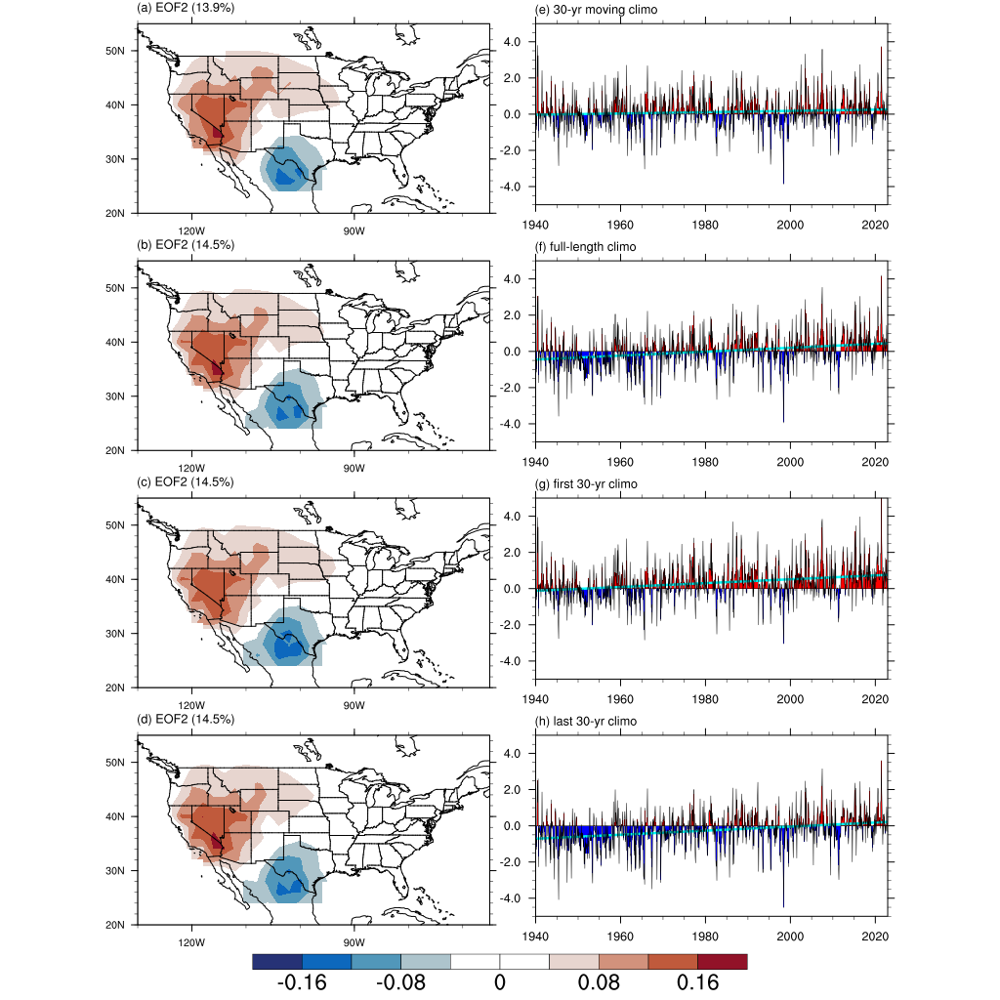 (a) EOF2 (13.9%)
50N
40N
30N
20N
120W
90W
(e) 30-yr moving climo
4.0
2.0
0.0
-2.0
-4.0
1940
1960
1980
2000
2020
(b) EOF2 (14.5%)
50N
40N
30N
20N
120W
90W
(f) full-length climo
4.0
2.0
0.0
-2.0
-4.0
1940
1960
1980
2000
2020
(c) EOF2 (14.5%)
50N
40N
30N
20N
120W
90W
(g) first 30-yr climo
4.0
2.0
0.0
-2.0
-4.0
1940
1960
1980
2000
2020
(d) EOF2 (14.5%)
50N
40N
30N
20N
120W
90W
(h) last 30-yr climo
4.0
2.0
0.0
-2.0
-4.0
1940
1960
1980
2000
2020
-0.16
-0.08
0
0.08
0.16